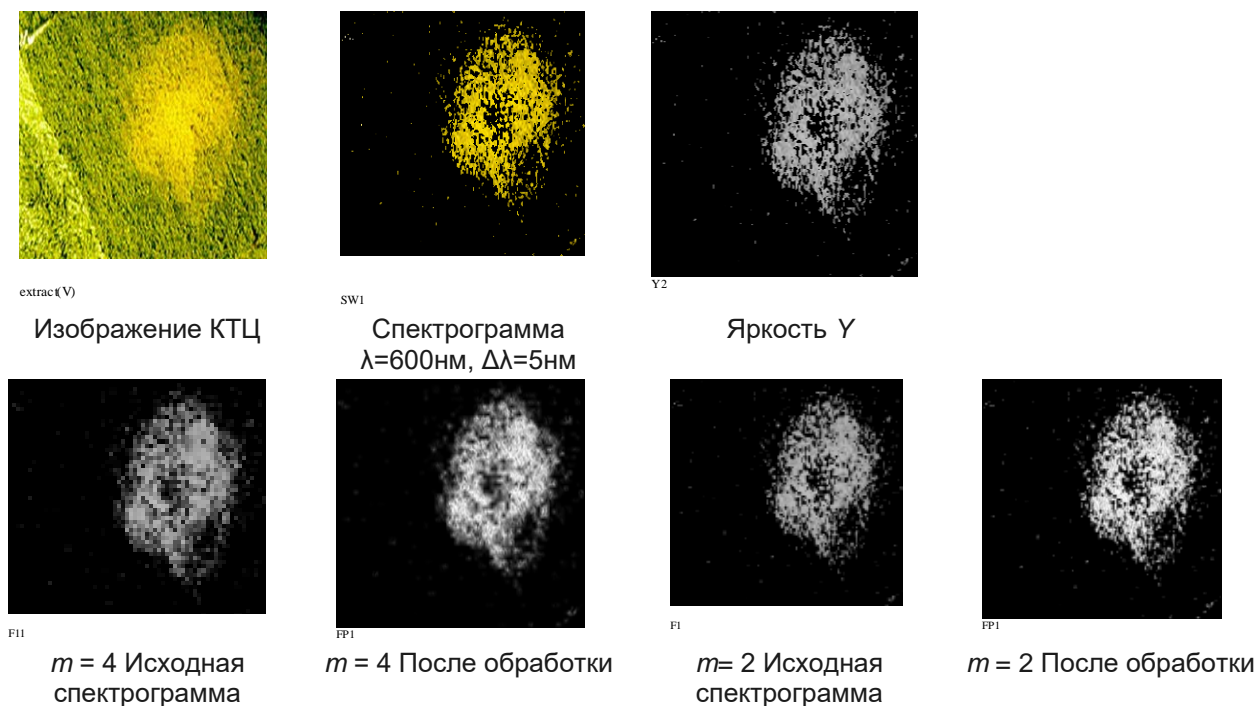 extract(V)
SW1
Y2
Изображение КТЦ
Спектрограмма
λ=600нм, Δλ=5нм
Яркость Y
F11
FP1
F1
FP1
m = 4 Исходная
спектрограмма
m = 4 После обработки
m= 2 Исходная
спектрограмма
m = 2 После обработки